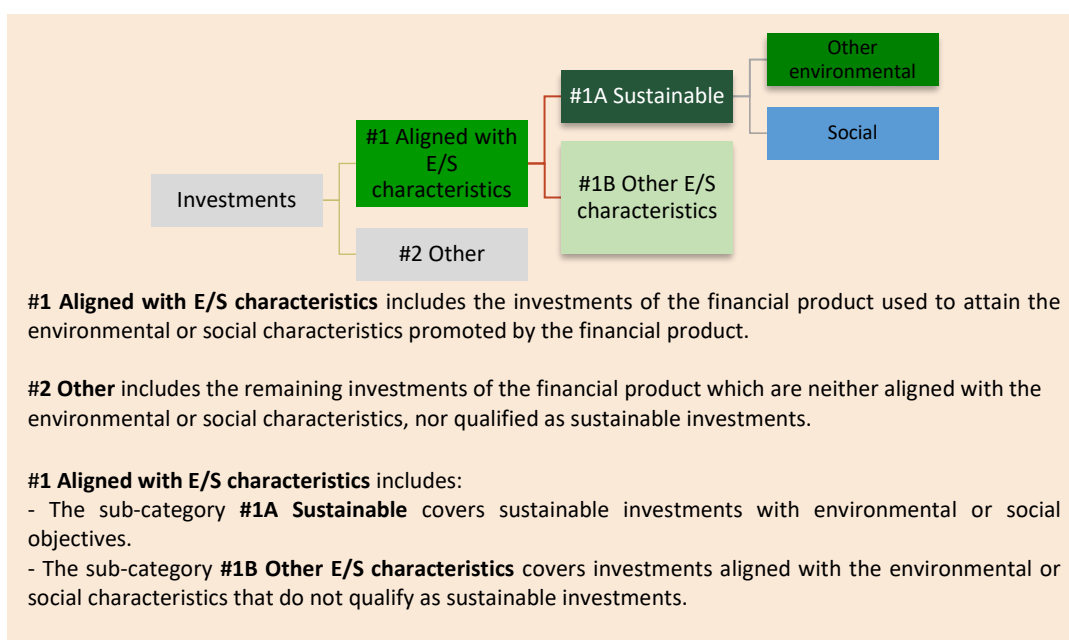 Other
environmental
#1A Sustainable
Social
#1 Aligned with
E/S
characteristics
#1B Other E/S
characteristics
Investments
#2 Other
#1 Aligned with E/S characteristics includes the investments of the financial product used to attain the
environmental or social characteristics promoted by the financial product.
#2 Other includes the remaining investments of the financial product which are neither aligned with the
environmental or social characteristics, nor qualified as sustainable investments.
#1 Aligned with E/S characteristics includes:
- The sub-category #1A Sustainable covers sustainable investments with environmental or social
objectives.
- The sub-category #1B Other E/S characteristics covers investments aligned with the environmental or
social characteristics that do not qualify as sustainable investments.